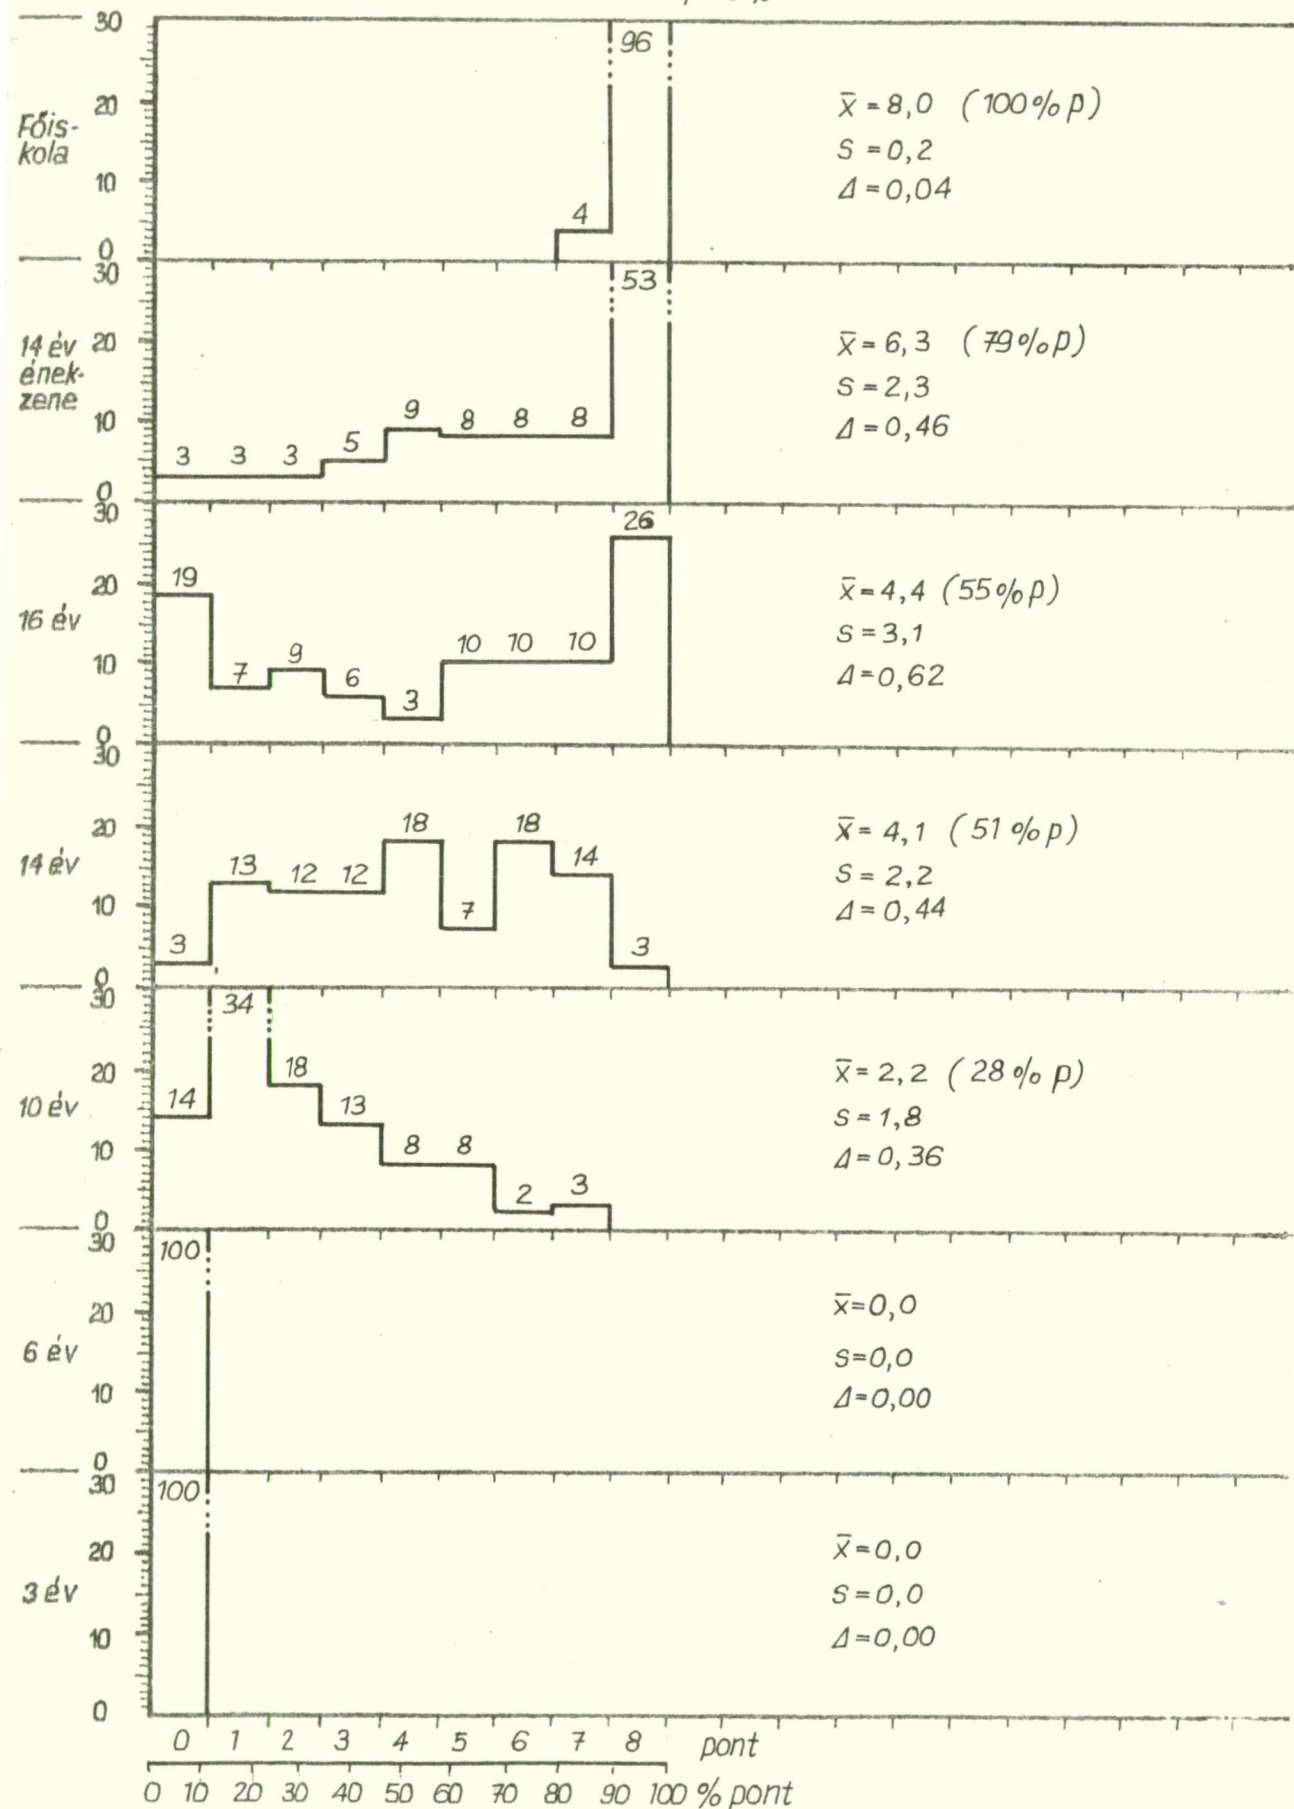 30
96
20
Főis-
kola
10
4
0
x̄ = 8,0 (100% p)
S = 0,2
Δ = 0,04
30
53
14 év
ének-
zene
20
10
0
3 3 3 5 9 8 8 8
x̄ = 6,3 (79% p)
S = 2,3
Δ = 0,46
30
26
20
19
16 év
10
7 9 6 3 10 10 10
0
x̄ = 4,4 (55% p)
S = 3,1
Δ = 0,62
30
20
14 év
10
0
3 13 12 12 18 7 18 14 3
x̄ = 4,1 (51% p)
S = 2,2
Δ = 0,44
30
34
20
10 év
10
0
14 18 13 8 8 2 3
x̄ = 2,2 (28% p)
S = 1,8
Δ = 0,36
30
100
20
6 év
10
0
x̄ = 0,0
S = 0,0
Δ = 0,00
30
100
20
3 év
10
0
x̄ = 0,0
S = 0,0
Δ = 0,00
0 1 2 3 4 5 6 7 8 pont
0 10 20 30 40 50 60 70 80 90 100 % pont